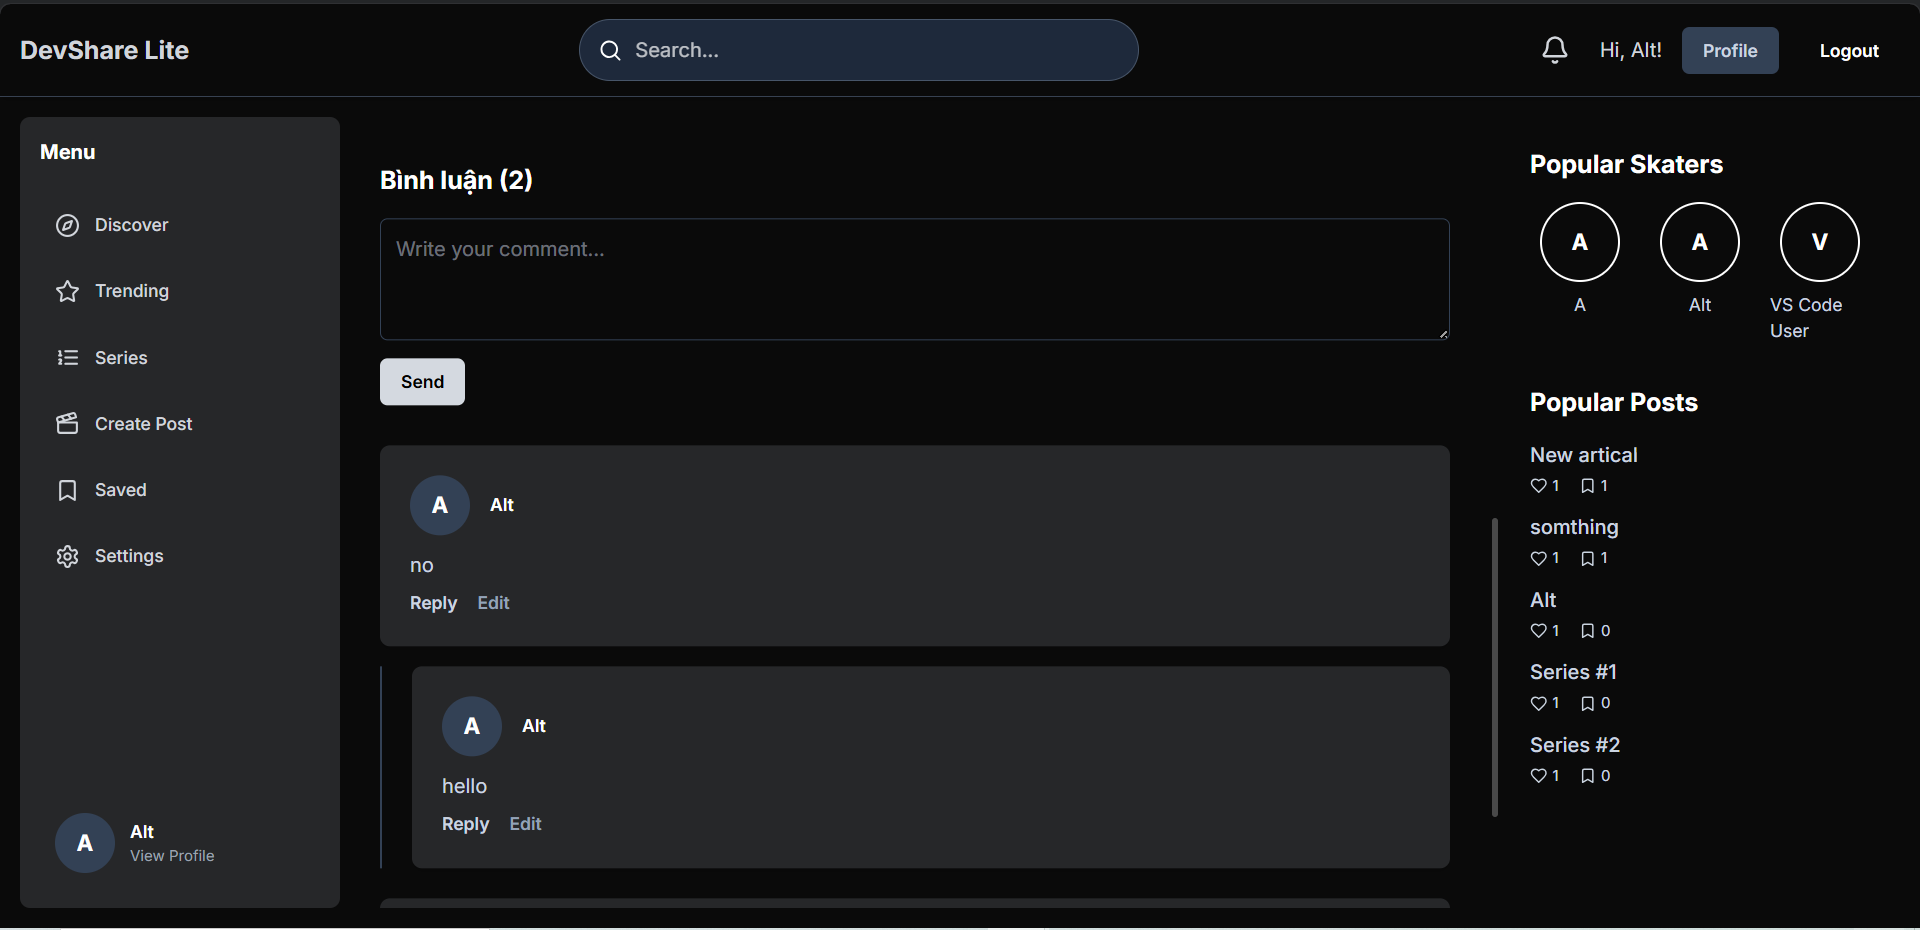 DevShare Lite
Search...
Hi, Alt!
Profile
Logout
Menu
Discover
Trending
Series
Create Post
Saved
Settings
A
Alt
View Profile
Bình luận (2)
Write your comment...
Send
A
Alt
no
Reply Edit
A
Alt
hello
Reply Edit
Popular Skaters
A
A
A
Alt
V
VS Code
User
Popular Posts
New artical
1 1
somthing
1 1
Alt
1 0
Series #1
1 0
Series #2
1 0